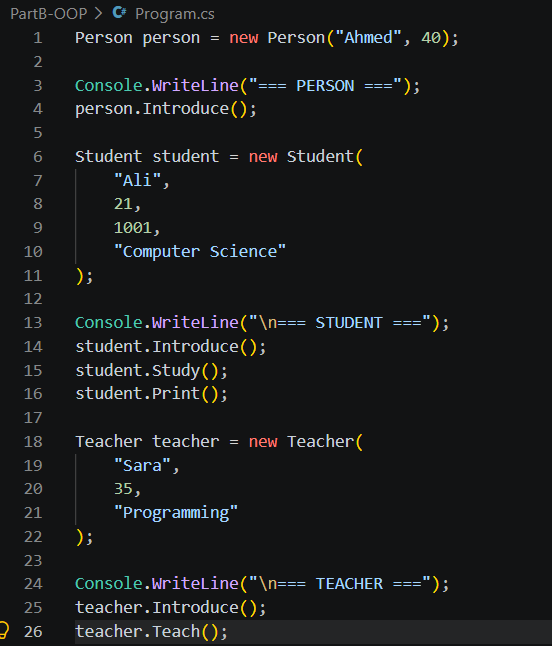 PartB-OOP > C# Program.cs
1 Person person = new Person("Ahmed", 40);
2
3 Console.WriteLine("=== PERSON ===");
4 person.Introduce();
5
6 Student student = new Student(
7     "Ali",
8     21,
9     1001,
10     "Computer Science"
11 );
12
13 Console.WriteLine("\n=== STUDENT ===");
14 student.Introduce();
15 student.Study();
16 student.Print();
17
18 Teacher teacher = new Teacher(
19     "Sara",
20     35,
21     "Programming"
22 );
23
24 Console.WriteLine("\n=== TEACHER ===");
25 teacher.Introduce();
26 teacher.Teach();